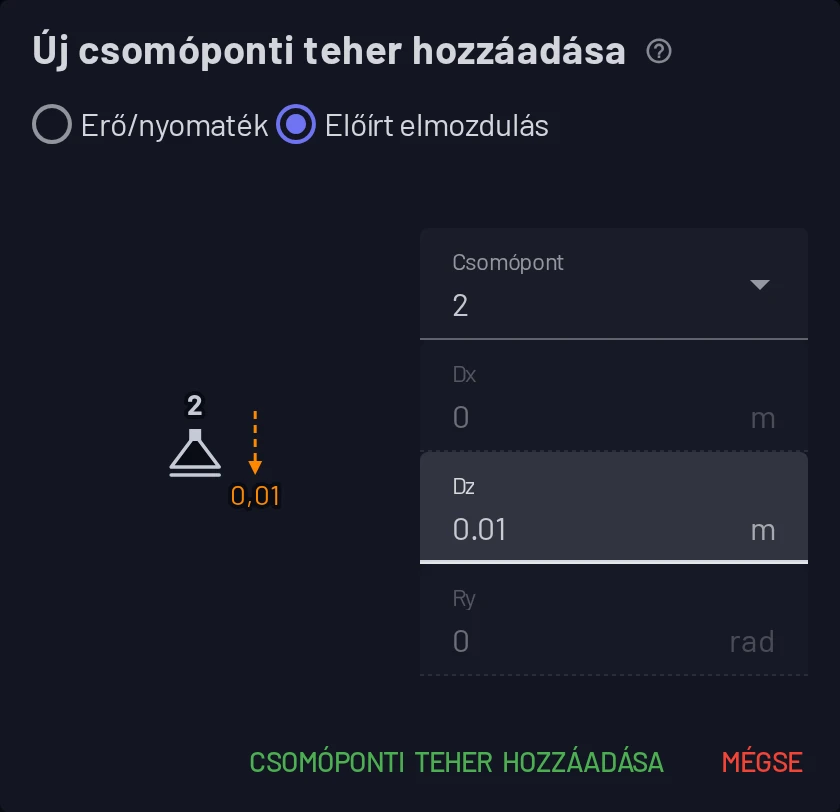 Új csomóponti teher hozzáadása
Erő/nyomaték Előírt elmozdulás
Csomópont
2
Dx
0 m
2
0,01
Dz
0.01 m
Ry
0 rad
CSOMÓPONTI TEHER HOZZÁADÁSA MÉGSE